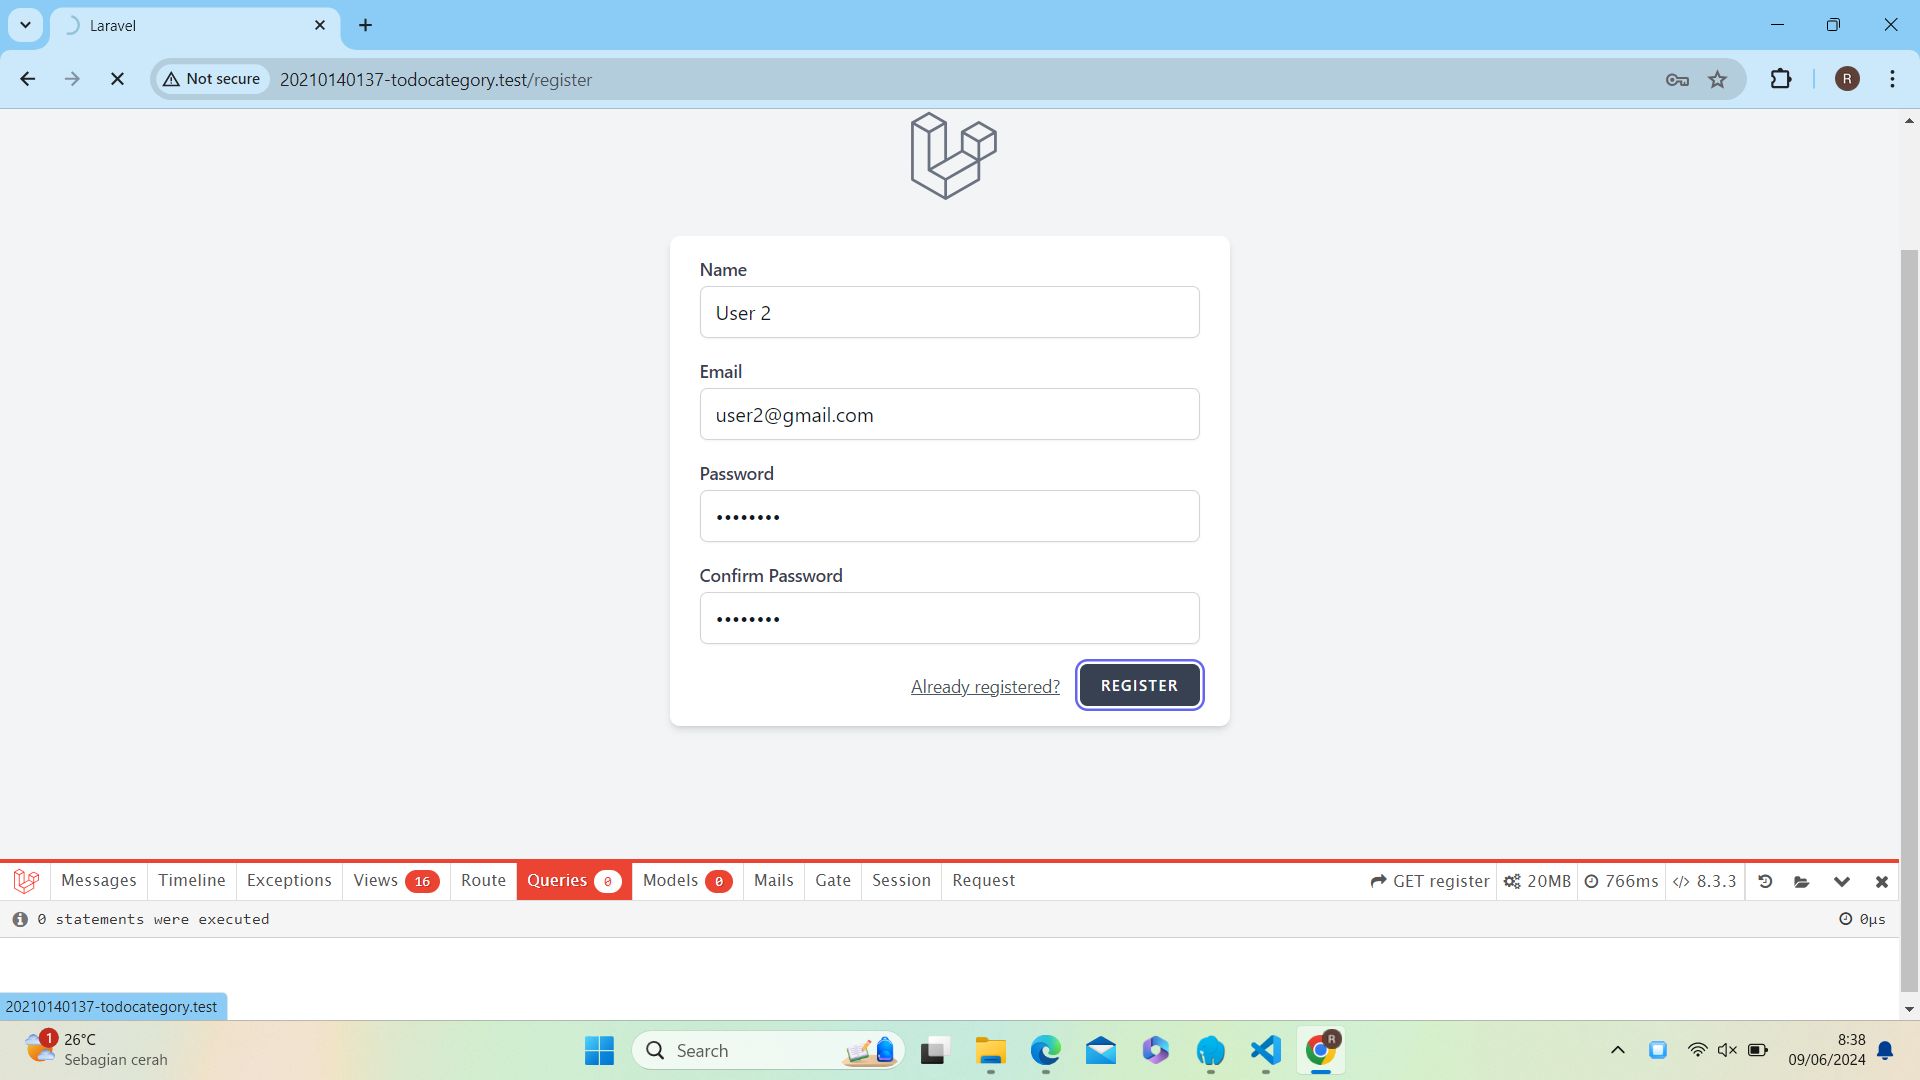 Laravel
Not secure
20210140137-todocategory.test/register
R
Name
User 2
Email
user2@gmail.com
Password
••••••••
Confirm Password
••••••••
Already registered?
REGISTER
Messages
Timeline
Exceptions
Views 16
Route
Queries 0
Models 0
Mails
Gate
Session
Request
GET register
20MB
766ms
8.3.3
0 statements were executed
0μs
20210140137-todocategory.test
1
26°C
Sebagian cerah
Search
R
8:38
09/06/2024